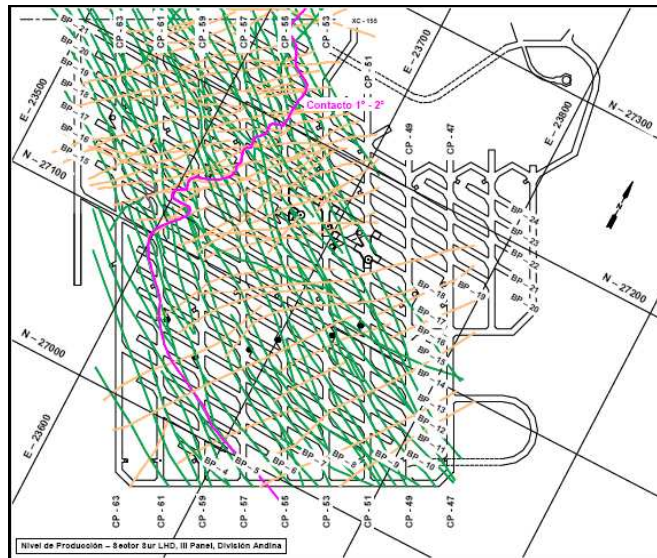 CP - 63
CP - 61
CP - 59
CP - 57
CP - 55
CP - 53
XC - 155
CP - 51
E - 23700
E - 23800
N - 27300
BP - 21
BP - 20
BP - 19
BP - 18
BP - 17
BP - 16
BP - 15
E - 23500
Contacto 1° - 2°
CP - 49
CP - 47
N - 27100
BP - 24
BP - 23
BP - 22
BP - 21
BP - 20
BP - 19
BP - 18
BP - 17
BP - 16
BP - 15
BP - 14
BP - 13
BP - 12
BP - 11
BP - 10
N - 27200
N - 27000
E - 23600
BP - 4
BP - 5
BP - 6
BP - 7
BP - 8
BP - 9
CP - 63
CP - 61
CP - 59
CP - 57
CP - 55
CP - 53
CP - 51
CP - 49
CP - 47
Nivel de Producción – Sector Sur LHD, III Panel, División Andina